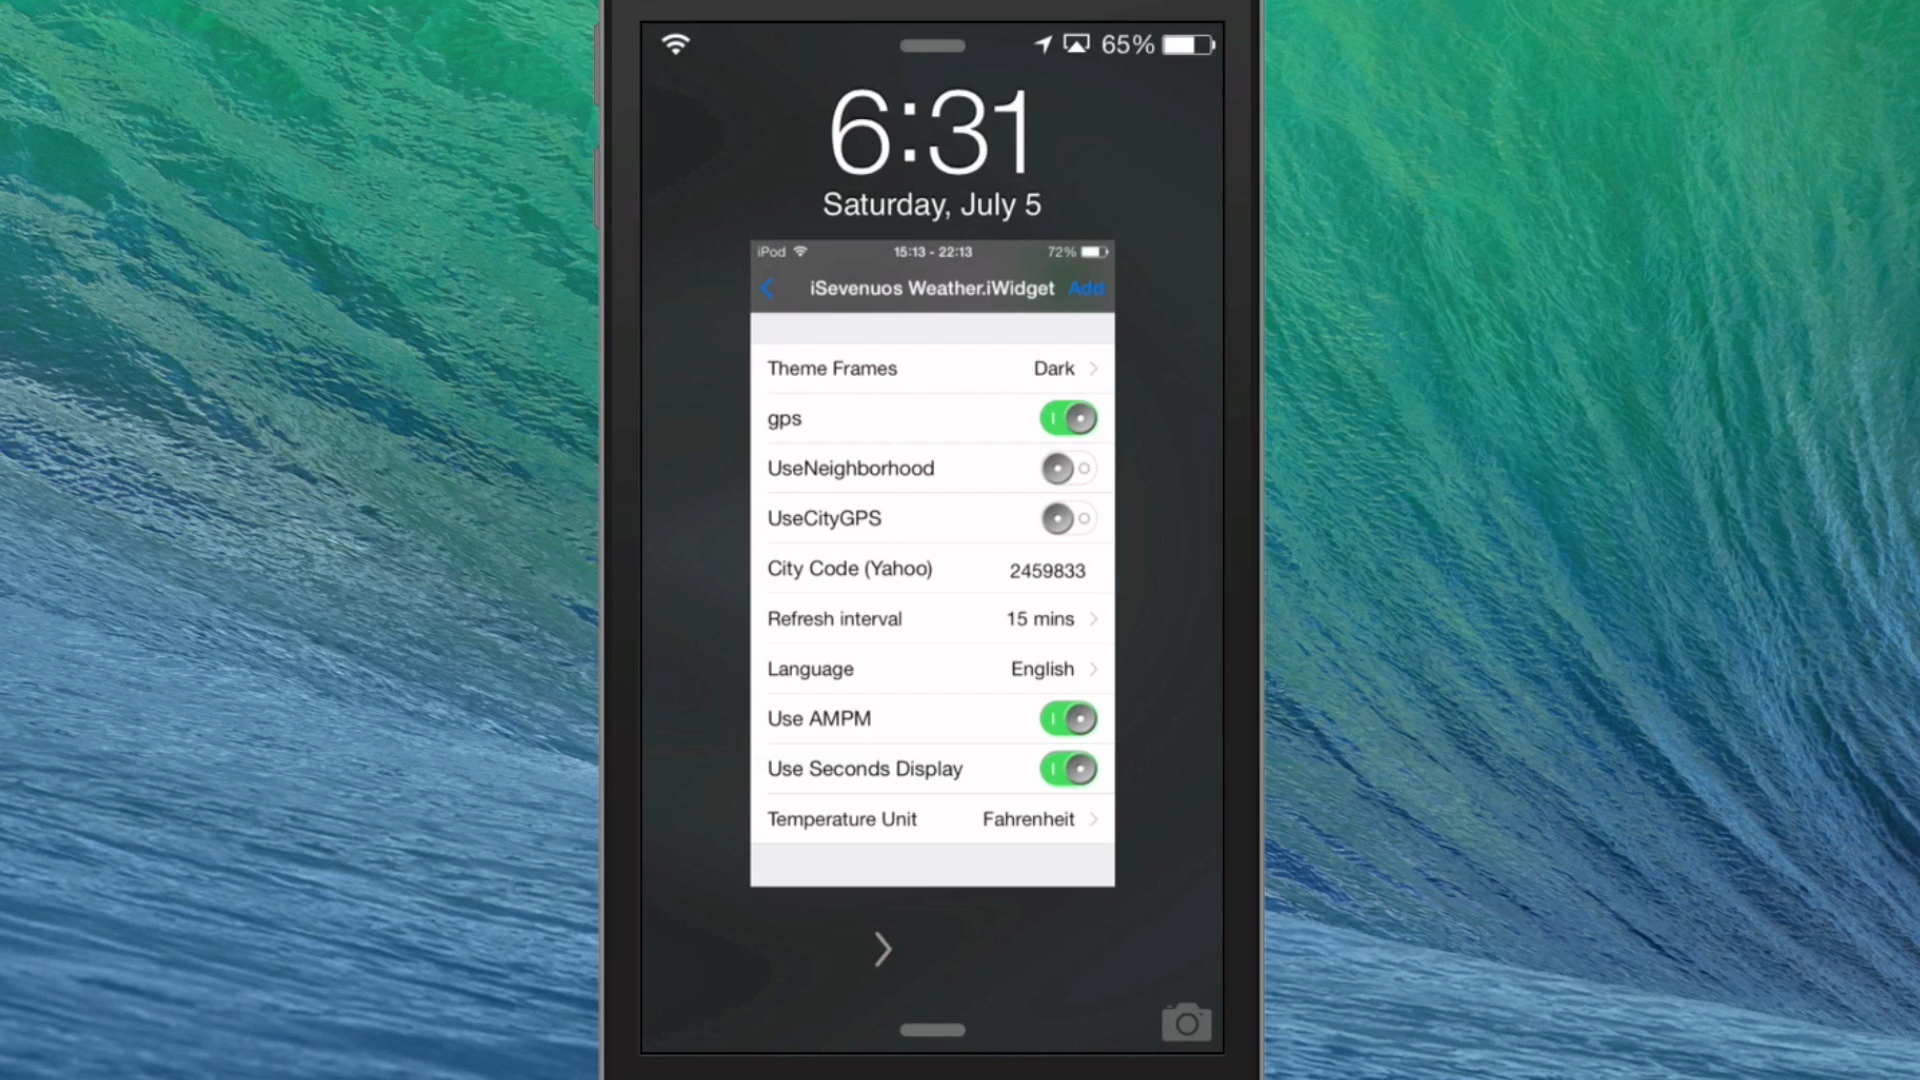 65%
6:31
Saturday, July 5
iPod 15:13 - 22:13 72%
iSevenuos Weather.iWidget Add
Theme Frames Dark
gps
UseNeighborhood
UseCityGPS
City Code (Yahoo) 2459833
Refresh interval 15 mins
Language English
Use AMPM
Use Seconds Display
Temperature Unit Fahrenheit